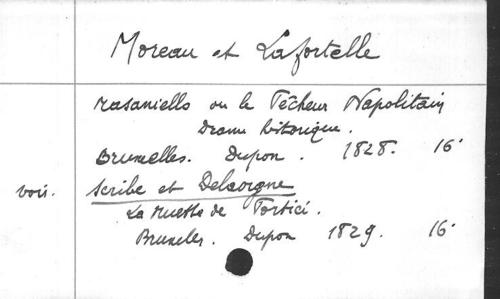 Moreau et Lafortelle
Masaniello ou le Pêcheur Napolitain
Drame historique.
Bruxelles. Dupon. 1828. 16°
voir. Scribe et Delavigne
La Muette de Portici.
Bruxelles. Dupon 1829. 16°